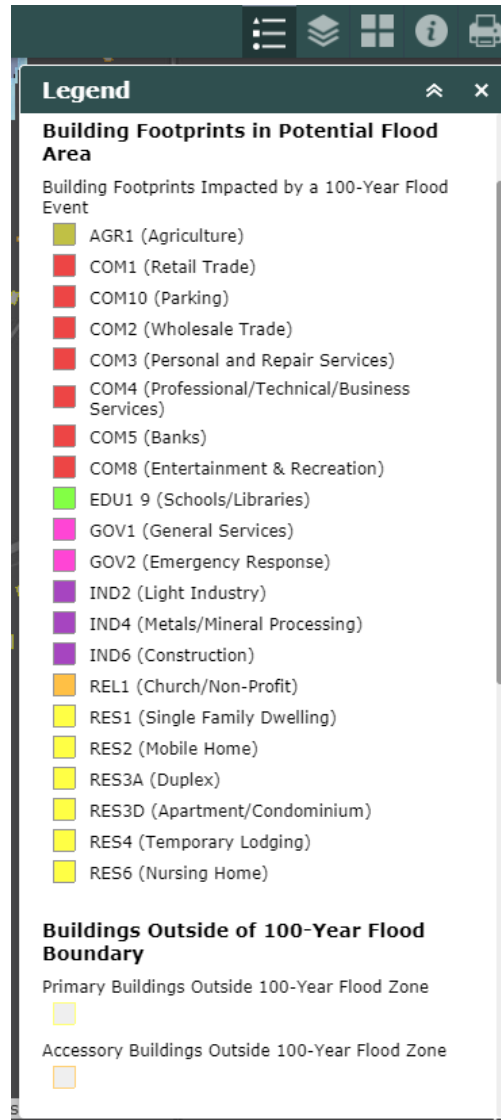 Legend
Building Footprints in Potential Flood
Area
Building Footprints Impacted by a 100-Year Flood
Event
AGR1 (Agriculture)
COM1 (Retail Trade)
COM10 (Parking)
COM2 (Wholesale Trade)
COM3 (Personal and Repair Services)
COM4 (Professional/Technical/Business
Services)
COM5 (Banks)
COM8 (Entertainment & Recreation)
EDU1 9 (Schools/Libraries)
GOV1 (General Services)
GOV2 (Emergency Response)
IND2 (Light Industry)
IND4 (Metals/Mineral Processing)
IND6 (Construction)
REL1 (Church/Non-Profit)
RES1 (Single Family Dwelling)
RES2 (Mobile Home)
RES3A (Duplex)
RES3D (Apartment/Condominium)
RES4 (Temporary Lodging)
RES6 (Nursing Home)
Buildings Outside of 100-Year Flood
Boundary
Primary Buildings Outside 100-Year Flood Zone
Accessory Buildings Outside 100-Year Flood Zone
s